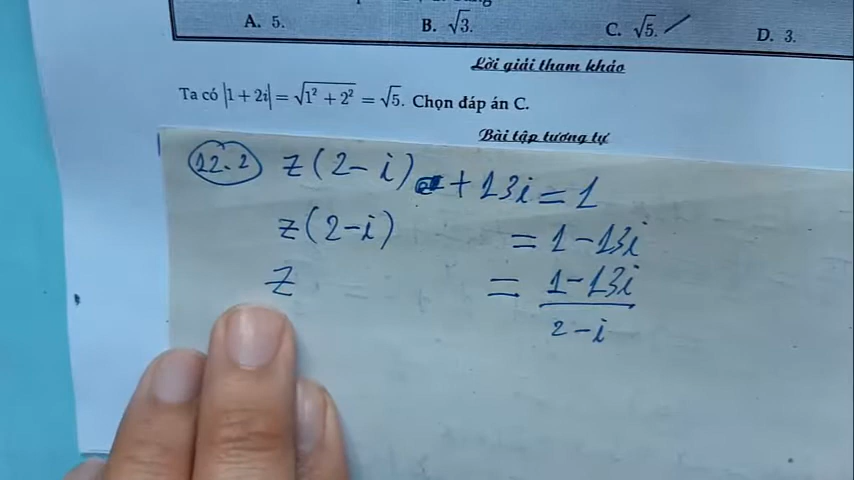 A. 5. B. √3. C. √5. D. 3.
Lời giải tham khảo
Ta có |1 + 2i| = √(1² + 2²) = √5. Chọn đáp án C.
Bài tập tương tự
12.2 z(2-i) + 13i = 1
z(2-i) = 1-13i
z = (1-13i)/(2-i)